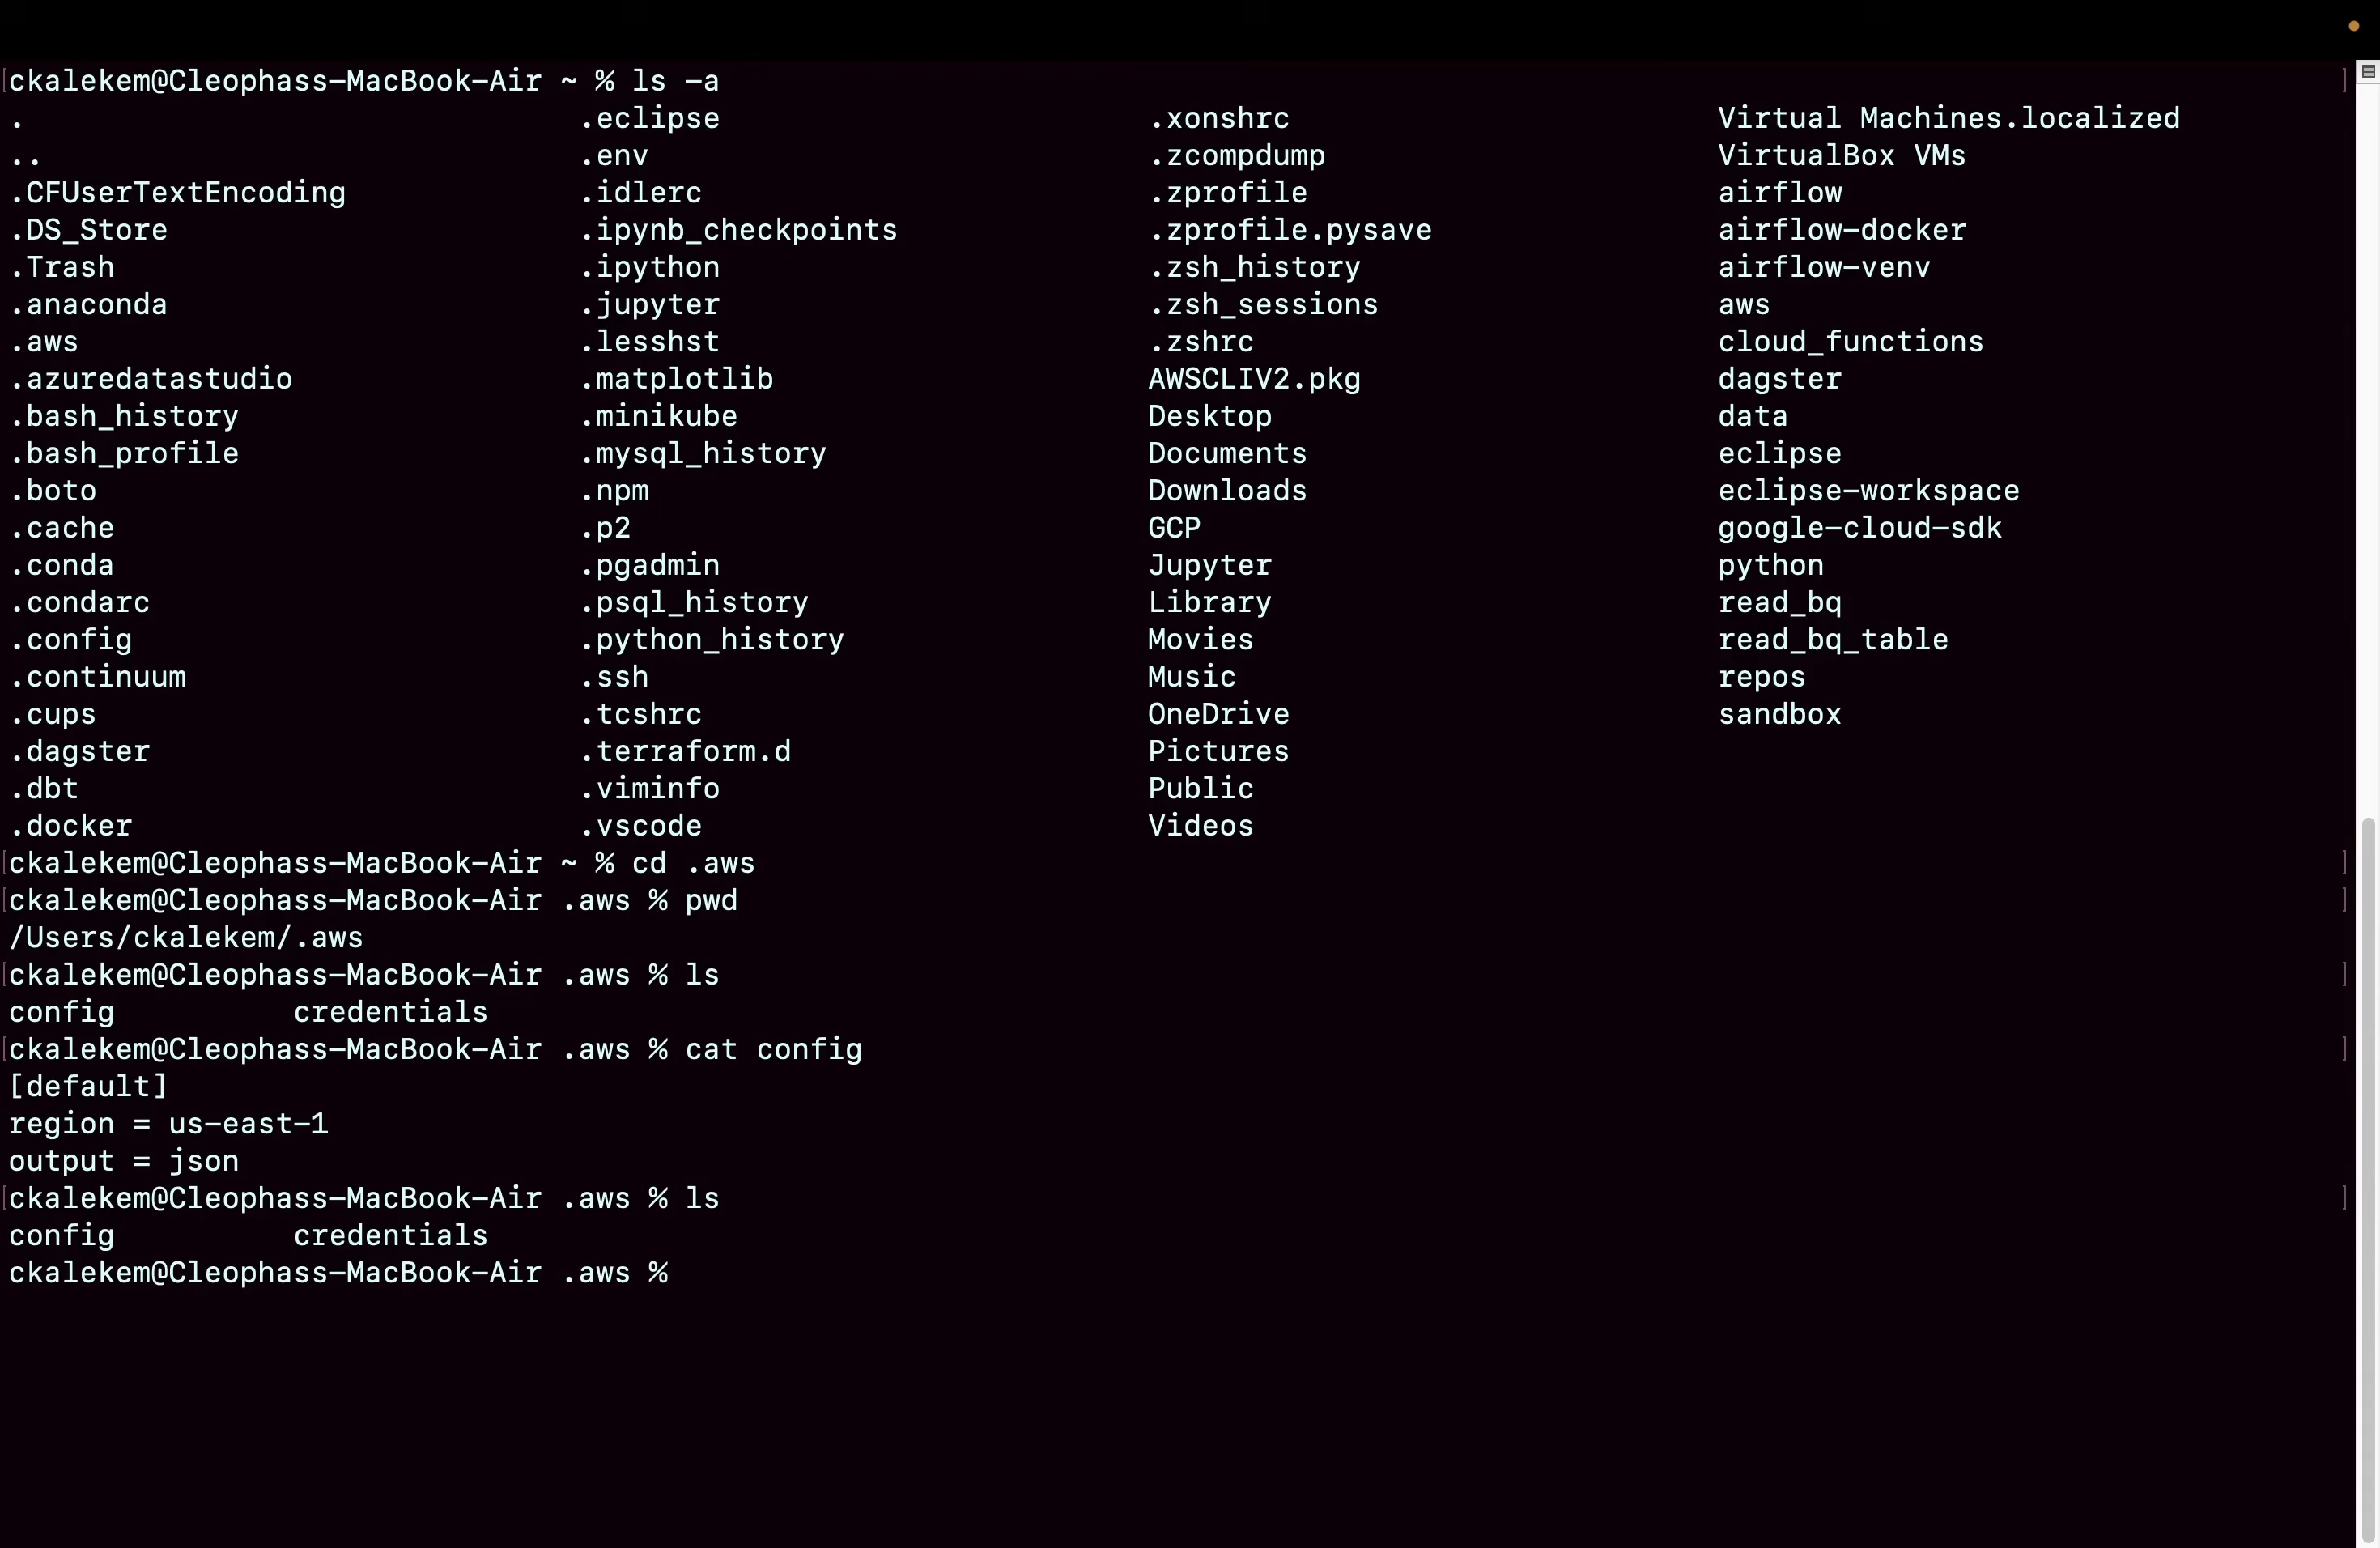 ckalekem@Cleophass-MacBook-Air ~ % ls -a
. .eclipse .xonshrc Virtual Machines.localized
.. .env .zcompdump VirtualBox VMs
.CFUserTextEncoding .idlerc .zprofile airflow
.DS_Store .ipynb_checkpoints .zprofile.pysave airflow-docker
.Trash .ipython .zsh_history airflow-venv
.anaconda .jupyter .zsh_sessions aws
.aws .lesshst .zshrc cloud_functions
.azuredatastudio .matplotlib AWSCLIV2.pkg dagster
.bash_history .minikube Desktop data
.bash_profile .mysql_history Documents eclipse
.boto .npm Downloads eclipse-workspace
.cache .p2 GCP google-cloud-sdk
.conda .pgadmin Jupyter python
.condarc .psql_history Library read_bq
.config .python_history Movies read_bq_table
.continuum .ssh Music repos
.cups .tcshrc OneDrive sandbox
.dagster .terraform.d Pictures
.dbt .viminfo Public
.docker .vscode Videos
ckalekem@Cleophass-MacBook-Air ~ % cd .aws
ckalekem@Cleophass-MacBook-Air .aws % pwd
/Users/ckalekem/.aws
ckalekem@Cleophass-MacBook-Air .aws % ls
config credentials
ckalekem@Cleophass-MacBook-Air .aws % cat config
[default]
region = us-east-1
output = json
ckalekem@Cleophass-MacBook-Air .aws % ls
config credentials
ckalekem@Cleophass-MacBook-Air .aws %